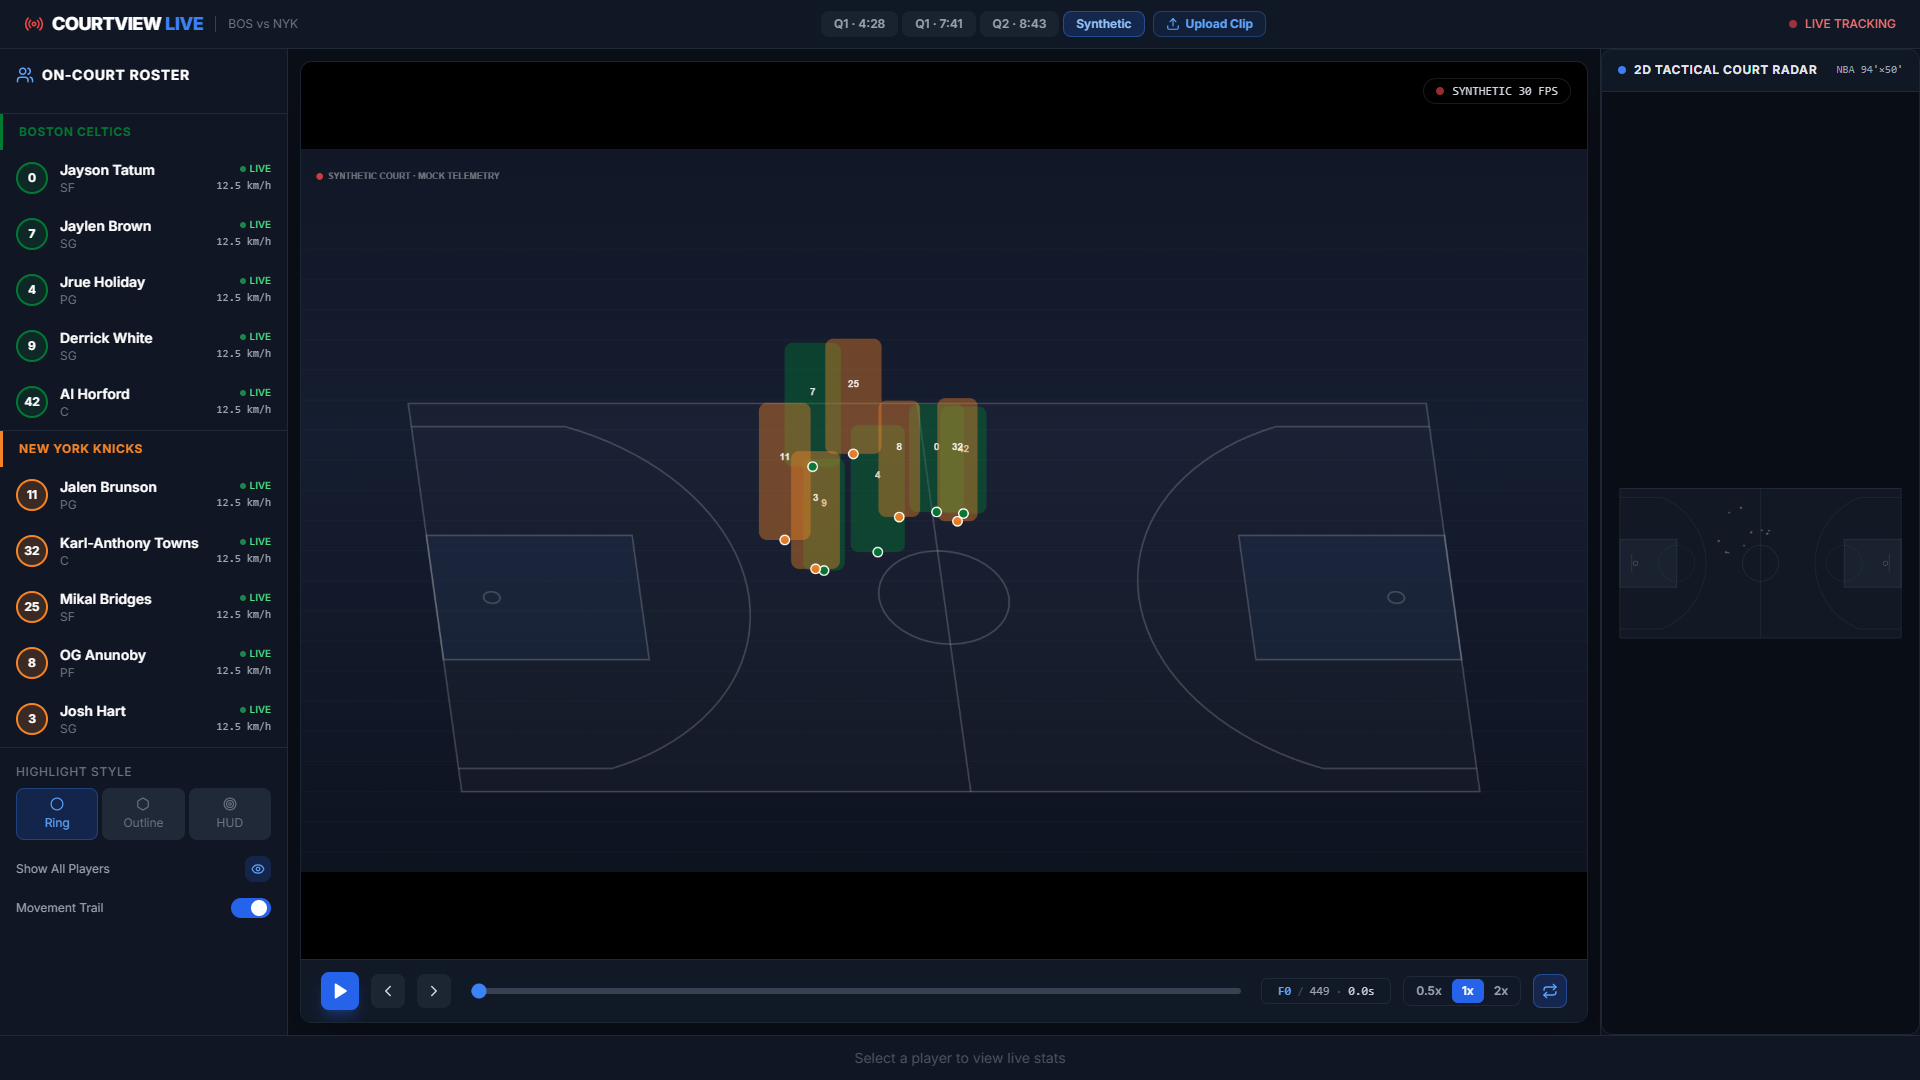 COURTVIEW LIVE
BOS vs NYK
Q1 · 4:28
Q1 · 7:41
Q2 · 8:43
Synthetic
Upload Clip
LIVE TRACKING
ON-COURT ROSTER
BOSTON CELTICS
0
Jayson Tatum
SF
LIVE
12.5 km/h
7
Jaylen Brown
SG
LIVE
12.5 km/h
4
Jrue Holiday
PG
LIVE
12.5 km/h
9
Derrick White
SG
LIVE
12.5 km/h
42
Al Horford
C
LIVE
12.5 km/h
NEW YORK KNICKS
11
Jalen Brunson
PG
LIVE
12.5 km/h
32
Karl-Anthony Towns
C
LIVE
12.5 km/h
25
Mikal Bridges
SF
LIVE
12.5 km/h
8
OG Anunoby
PF
LIVE
12.5 km/h
3
Josh Hart
SG
LIVE
12.5 km/h
HIGHLIGHT STYLE
Ring
Outline
HUD
Show All Players
Movement Trail
SYNTHETIC 30 FPS
SYNTHETIC COURT · MOCK TELEMETRY
7
25
11
8
0
32
42
4
3
9
F0 / 449 · 0.0s
0.5x
1x
2x
2D TACTICAL COURT RADAR
NBA 94'×50'
Select a player to view live stats